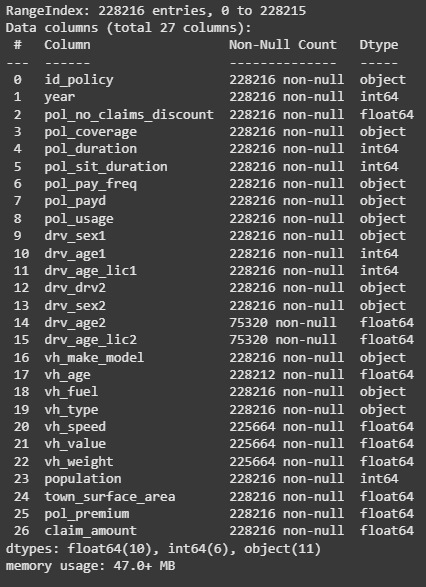 RangeIndex: 228216 entries, 0 to 228215
Data columns (total 27 columns):
 #   Column                 Non-Null Count   Dtype
---  ------                 --------------   -----
 0   id_policy              228216 non-null  object
 1   year                   228216 non-null  int64
 2   pol_no_claims_discount 228216 non-null  float64
 3   pol_coverage           228216 non-null  object
 4   pol_duration           228216 non-null  int64
 5   pol_sit_duration       228216 non-null  int64
 6   pol_pay_freq           228216 non-null  object
 7   pol_payd               228216 non-null  object
 8   pol_usage              228216 non-null  object
 9   drv_sex1               228216 non-null  object
 10  drv_age1               228216 non-null  int64
 11  drv_age_lic1           228216 non-null  int64
 12  drv_drv2               228216 non-null  object
 13  drv_sex2               228216 non-null  object
 14  drv_age2               75320 non-null   float64
 15  drv_age_lic2           75320 non-null   float64
 16  vh_make_model          228216 non-null  object
 17  vh_age                 228212 non-null  float64
 18  vh_fuel                228216 non-null  object
 19  vh_type                228216 non-null  object
 20  vh_speed               225664 non-null  float64
 21  vh_value               225664 non-null  float64
 22  vh_weight              225664 non-null  float64
 23  population             228216 non-null  int64
 24  town_surface_area      228216 non-null  float64
 25  pol_premium            228216 non-null  float64
 26  claim_amount           228216 non-null  float64
dtypes: float64(10), int64(6), object(11)
memory usage: 47.0+ MB